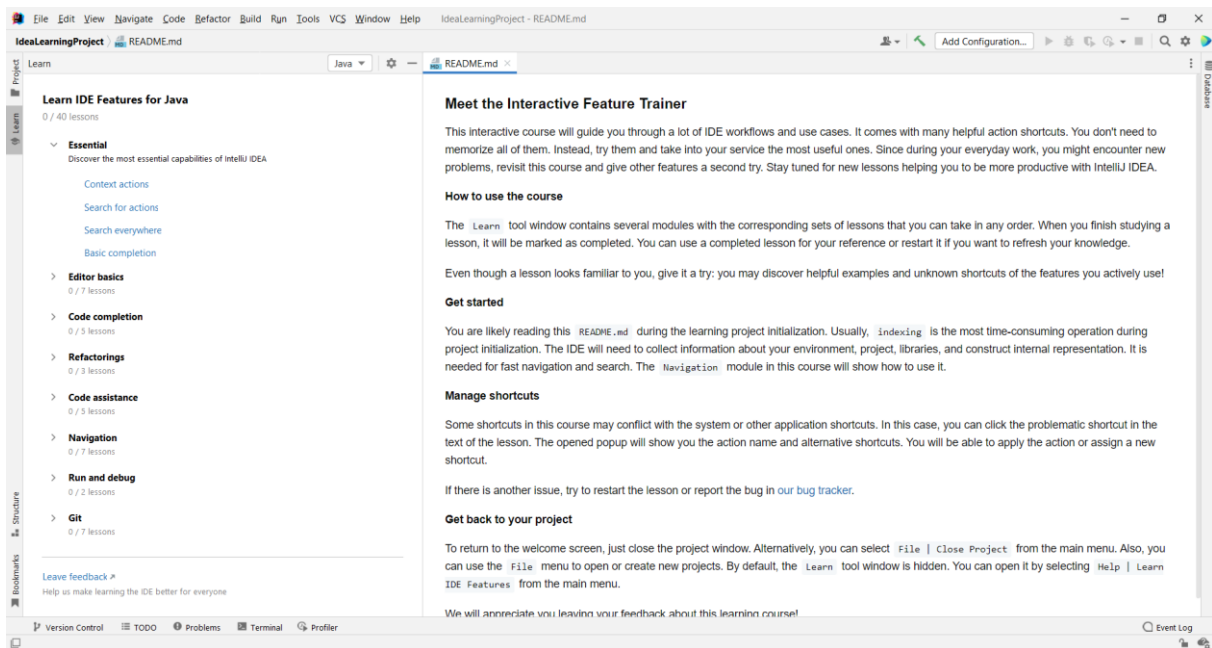 File Edit View Navigate Code Refactor Build Run Tools VCS Window Help IdeaLearningProject - README.md
IdeaLearningProject README.md
Add Configuration...
Project
Learn
Structure
Bookmarks
Learn
Java
Learn IDE Features for Java
0 / 40 lessons
Essential
Discover the most essential capabilities of IntelliJ IDEA
Context actions
Search for actions
Search everywhere
Basic completion
Editor basics
0 / 7 lessons
Code completion
0 / 5 lessons
Refactorings
0 / 3 lessons
Code assistance
0 / 5 lessons
Navigation
0 / 7 lessons
Run and debug
0 / 2 lessons
Git
0 / 7 lessons
Leave feedback ↗
Help us make learning the IDE better for everyone
README.md
Meet the Interactive Feature Trainer
This interactive course will guide you through a lot of IDE workflows and use cases. It comes with many helpful action shortcuts. You don't need to
memorize all of them. Instead, try them and take into your service the most useful ones. Since during your everyday work, you might encounter new
problems, revisit this course and give other features a second try. Stay tuned for new lessons helping you to be more productive with IntelliJ IDEA.
How to use the course
The Learn tool window contains several modules with the corresponding sets of lessons that you can take in any order. When you finish studying a
lesson, it will be marked as completed. You can use a completed lesson for your reference or restart it if you want to refresh your knowledge.
Even though a lesson looks familiar to you, give it a try: you may discover helpful examples and unknown shortcuts of the features you actively use!
Get started
You are likely reading this README.md during the learning project initialization. Usually, indexing is the most time-consuming operation during
project initialization. The IDE will need to collect information about your environment, project, libraries, and construct internal representation. It is
needed for fast navigation and search. The Navigation module in this course will show how to use it.
Manage shortcuts
Some shortcuts in this course may conflict with the system or other application shortcuts. In this case, you can click the problematic shortcut in the
text of the lesson. The opened popup will show you the action name and alternative shortcuts. You will be able to apply the action or assign a new
shortcut.
If there is another issue, try to restart the lesson or report the bug in our bug tracker.
Get back to your project
To return to the welcome screen, just close the project window. Alternatively, you can select File | Close Project from the main menu. Also, you
can use the File menu to open or create new projects. By default, the Learn tool window is hidden. You can open it by selecting Help | Learn
IDE Features from the main menu.
We will appreciate you leaving your feedback about this learning course!
Database
Version Control TODO Problems Terminal Profiler
Event Log